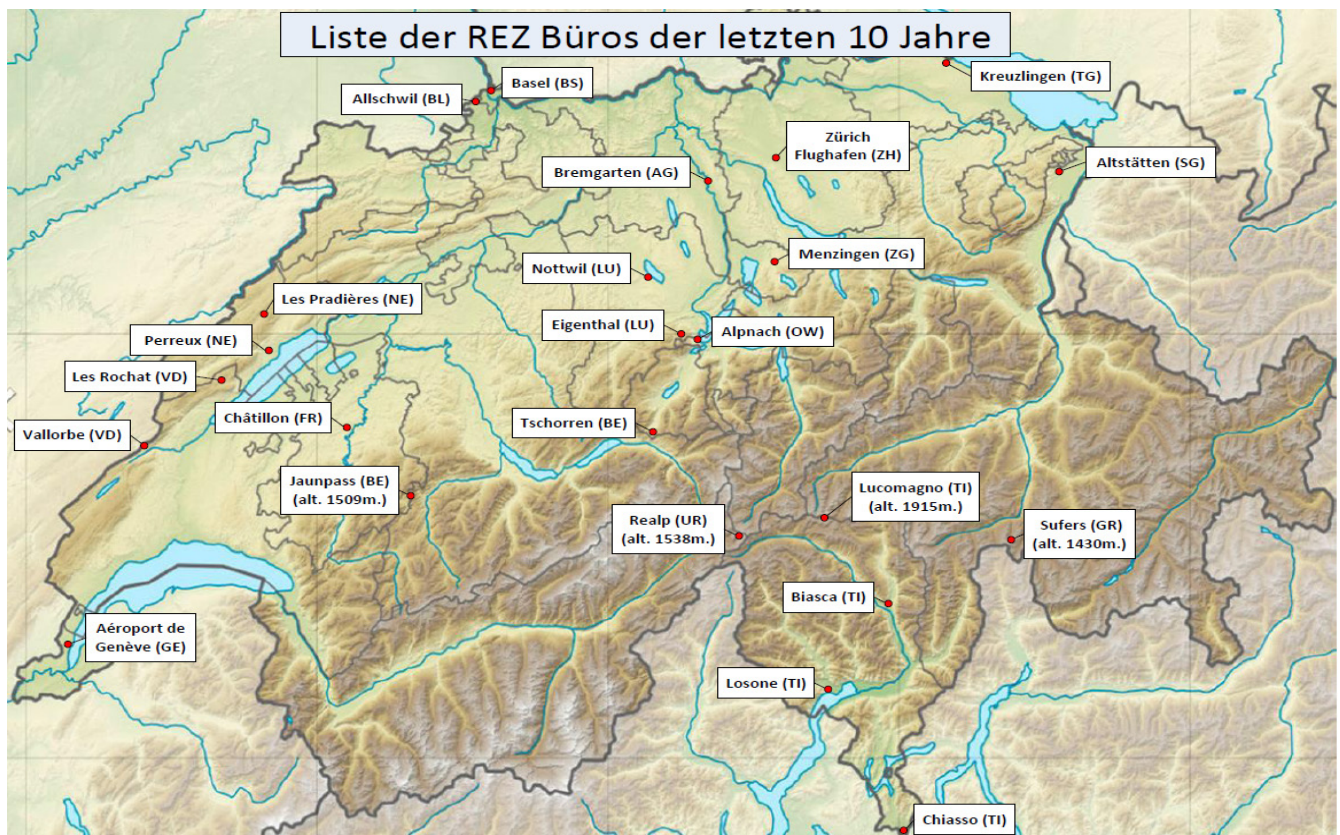 Liste der REZ Büros der letzten 10 Jahre
Kreuzlingen (TG)
Basel (BS)
Allschwil (BL)
Zürich
Flughafen (ZH)
Bremgarten (AG)
Altstätten (SG)
Menzingen (ZG)
Nottwil (LU)
Les Pradières (NE)
Eigenthal (LU)
Alpnach (OW)
Perreux (NE)
Les Rochat (VD)
Châtillon (FR)
Tschorren (BE)
Vallorbe (VD)
Jaunpass (BE)
(alt. 1509m.)
Lucomagno (TI)
(alt. 1915m.)
Realp (UR)
(alt. 1538m.)
Sufers (GR)
(alt. 1430m.)
Biasca (TI)
Aéroport de
Genève (GE)
Losone (TI)
Chiasso (TI)